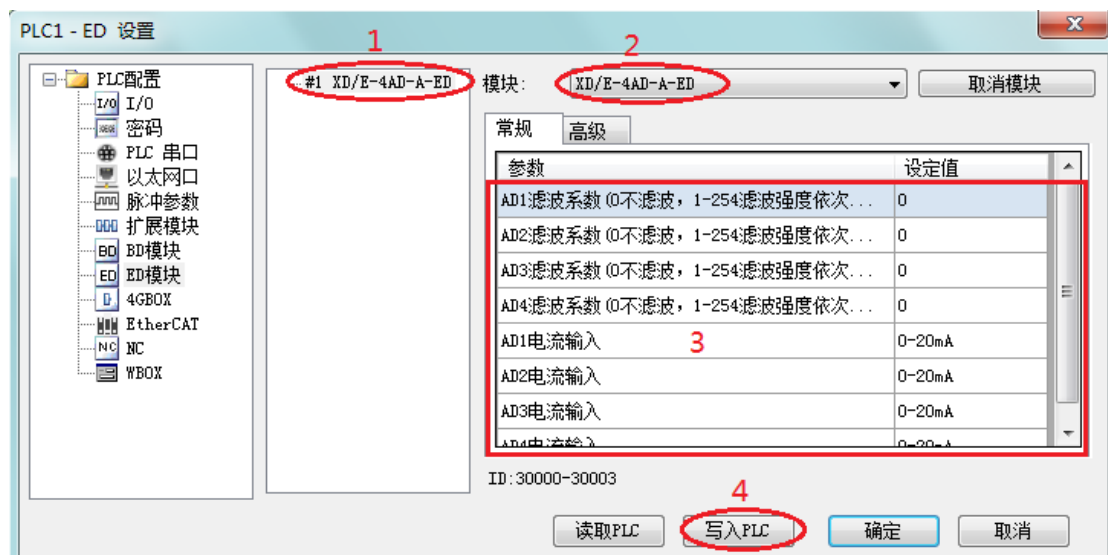 PLC1 - ED 设置
1
2
PLC配置
I/O I/O
密码
PLC 串口
以太网口
脉冲参数
扩展模块
BD BD模块
ED ED模块
4GBOX
EtherCAT
NC NC
WBOX
#1 XD/E-4AD-A-ED
模块: XD/E-4AD-A-ED 取消模块
常规 高级
参数 设定值
AD1滤波系数(0不滤波，1-254滤波强度依次... 0
AD2滤波系数(0不滤波，1-254滤波强度依次... 0
AD3滤波系数(0不滤波，1-254滤波强度依次... 0
AD4滤波系数(0不滤波，1-254滤波强度依次... 0
AD1电流输入 3 0-20mA
AD2电流输入 0-20mA
AD3电流输入 0-20mA
ID:30000-30003
4
读取PLC 写入PLC 确定 取消